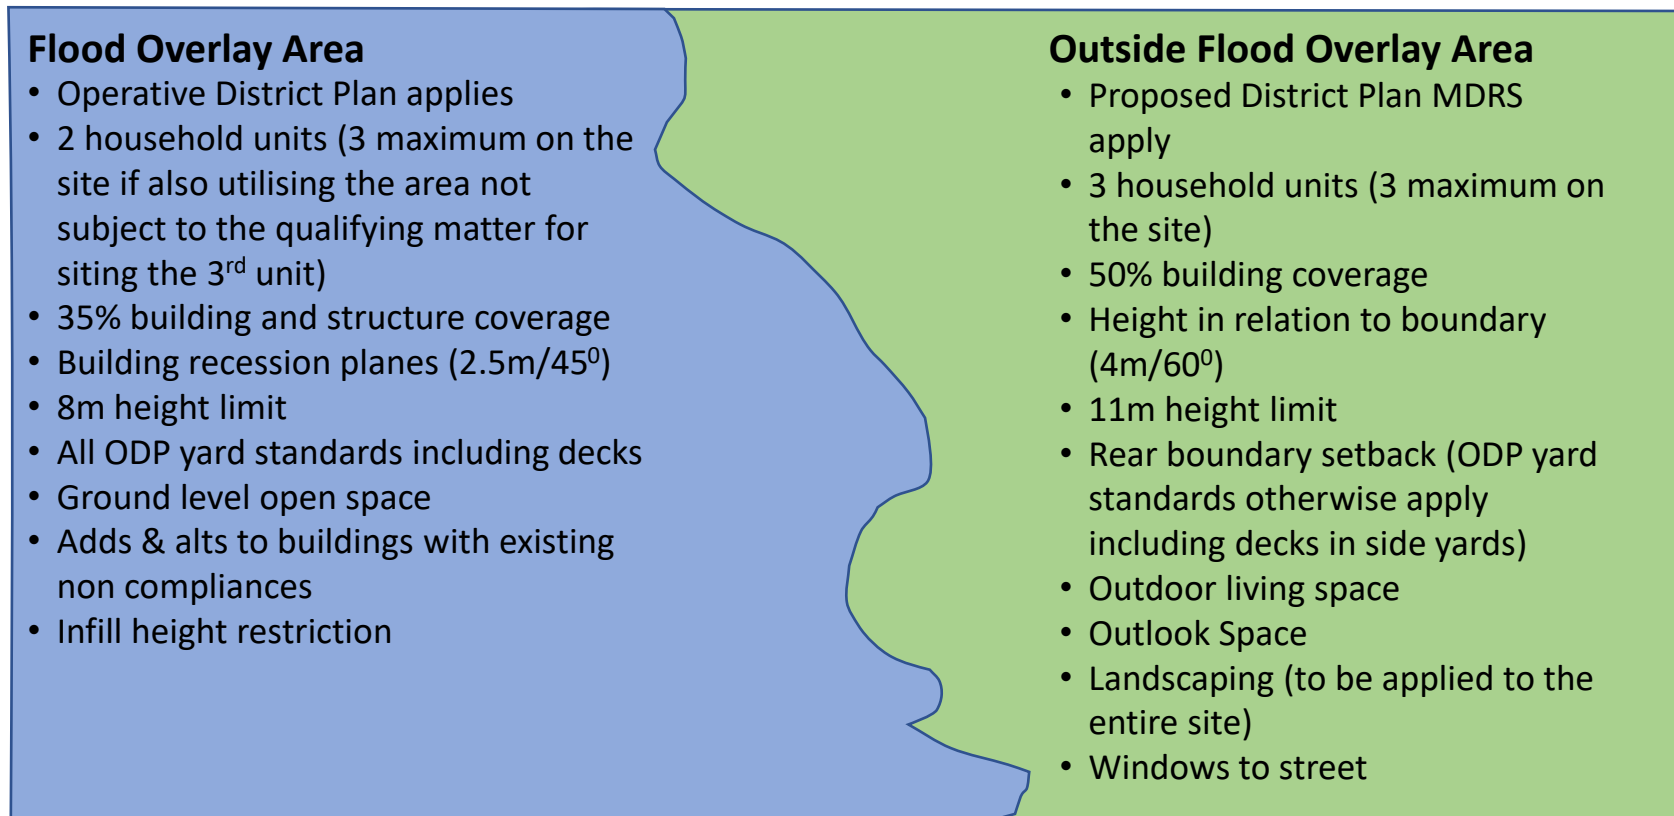 Flood Overlay Area
• Operative District Plan applies
• 2 household units (3 maximum on the
site if also utilising the area not
subject to the qualifying matter for
siting the 3rd unit)
• 35% building and structure coverage
• Building recession planes (2.5m/45⁰)
• 8m height limit
• All ODP yard standards including decks
• Ground level open space
• Adds & alts to buildings with existing
non compliances
• Infill height restriction
Outside Flood Overlay Area
• Proposed District Plan MDRS
apply
• 3 household units (3 maximum on
the site)
• 50% building coverage
• Height in relation to boundary
(4m/60⁰)
• 11m height limit
• Rear boundary setback (ODP yard
standards otherwise apply
including decks in side yards)
• Outdoor living space
• Outlook Space
• Landscaping (to be applied to the
entire site)
• Windows to street